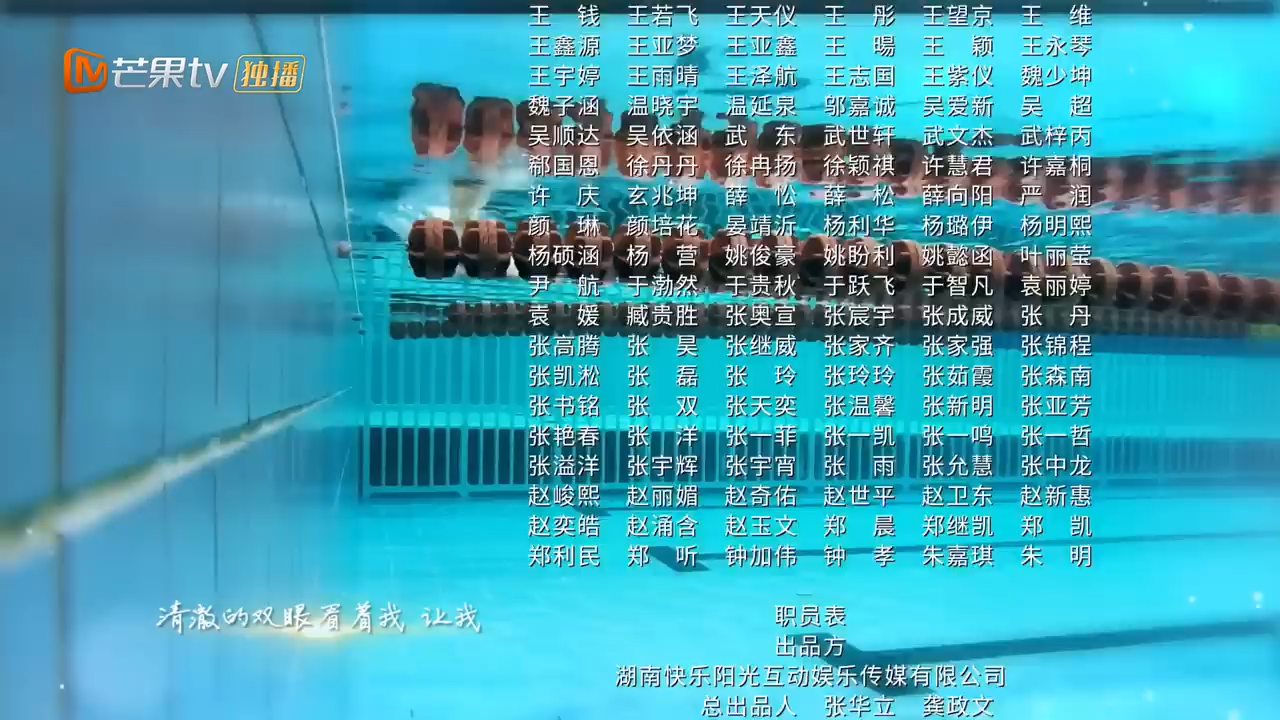 王 钱 王若飞 王天仪 王 彤 王望京 王 维
芒果tv 独播
王鑫源 王亚梦 王亚鑫 王 暘 王 颖 王永琴
王宇婷 王雨晴 王泽航 王志国 王紫仪 魏少坤
魏子涵 温晓宇 温延泉 邬嘉诚 吴爱新 吴 超
吴顺达 吴依涵 武 东 武世轩 武文杰 武梓丙
郗国恩 徐丹丹 徐冉扬 徐颖祺 许慧君 许嘉桐
许 庆 玄兆坤 薛 忪 薛 松 薛向阳 严 润
颜 琳 颜培花 晏靖沂 杨利华 杨璐伊 杨明熙
杨硕涵 杨 营 姚俊豪 姚盼利 姚懿函 叶丽莹
尹 航 于渤然 于贵秋 于跃飞 于智凡 袁丽婷
袁 媛 臧贵胜 张奥宣 张宸宇 张成威 张 丹
张高腾 张 昊 张继威 张家齐 张家强 张锦程
张凯淞 张 磊 张 玲 张玲玲 张茹霞 张森南
张书铭 张 双 张天奕 张温馨 张新明 张亚芳
张艳春 张 洋 张一菲 张一凯 张一鸣 张一哲
张溢洋 张宇辉 张宇宵 张 雨 张允慧 张中龙
赵峻熙 赵丽媚 赵奇佑 赵世平 赵卫东 赵新惠
赵奕皓 赵涌含 赵玉文 郑 晨 郑继凯 郑 凯
郑利民 郑 听 钟加伟 钟 孝 朱嘉琪 朱 明
清澈的双眼看着我 让我
职员表
出品方
湖南快乐阳光互动娱乐传媒有限公司
总出品人 张华立 龚政文